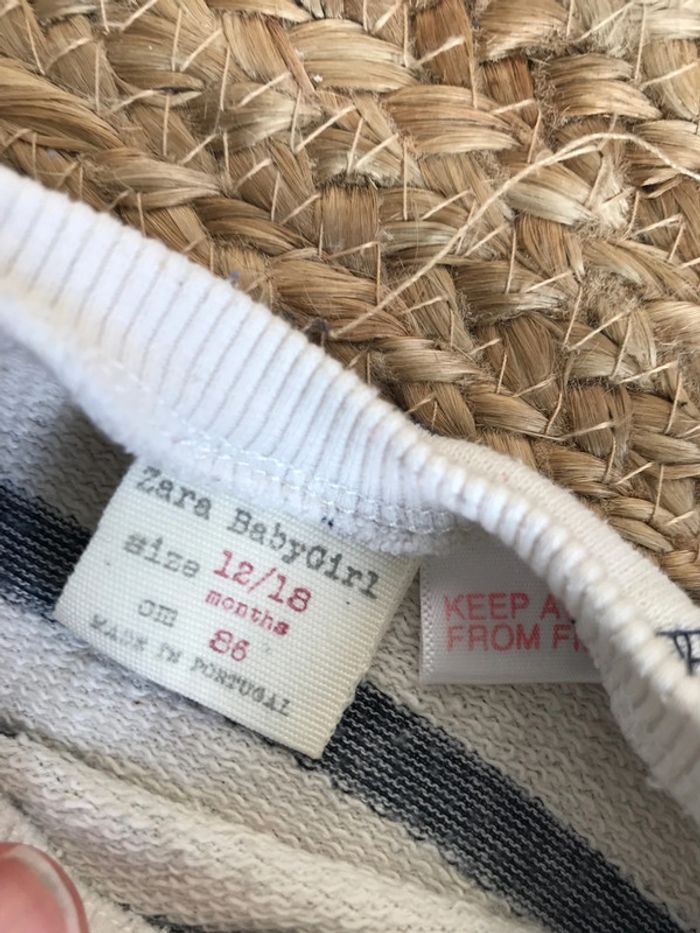 Zara BabyGirl
size 12/18
months
cm 86
MADE IN PORTUGAL
KEEP
FROM